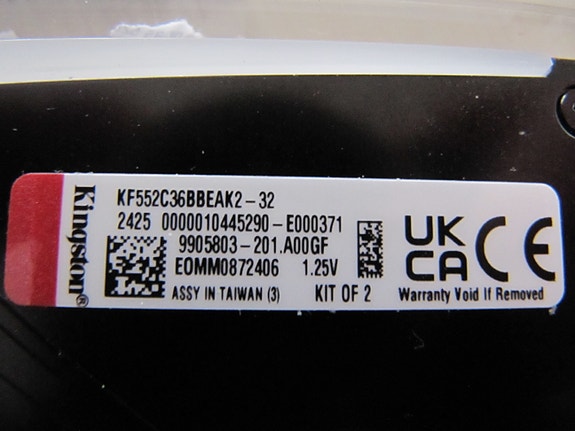 Kingston®
KF552C36BBEAK2-32
2425 0000010445290-E000371
9905803-201.A00GF
EOMM0872406 1.25V
ASSY IN TAIWAN (3) KIT OF 2
UK
CA CE
Warranty Void If Removed